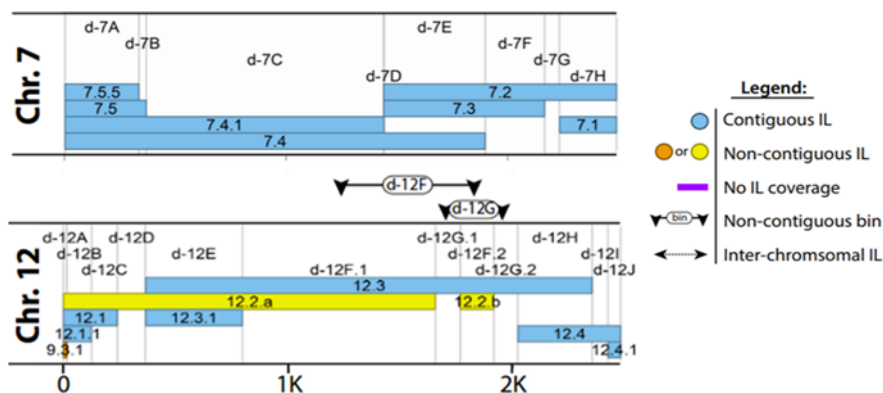 Chr. 7
d-7A
d-7B
d-7C
d-7D
d-7E
d-7F
d-7G
d-7H
7.5.5
7.2
7.5
7.3
7.4.1
7.1
7.4
Legend:
Contiguous IL
or
Non-contiguous IL
No IL coverage
bin
Non-contiguous bin
Inter-chromsomal IL
d-12F
d-12G
Chr. 12
d-12A
d-12D
d-12G.1
d-12H
d-12B
d-12E
d-12F.2
d-12I
d-12C
d-12F.1
d-12G.2
d-12J
12.3
12.2.a
12.2.b
12.1
12.3.1
12.1.1
12.4
9.3.1
12.4.1
0
1K
2K